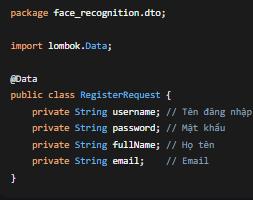 package face_recognition.dto;
import lombok.Data;
@Data
public class RegisterRequest {
private String username; // Tên đăng nhập
private String password; // Mật khẩu
private String fullName; // Họ tên
private String email; // Email
}